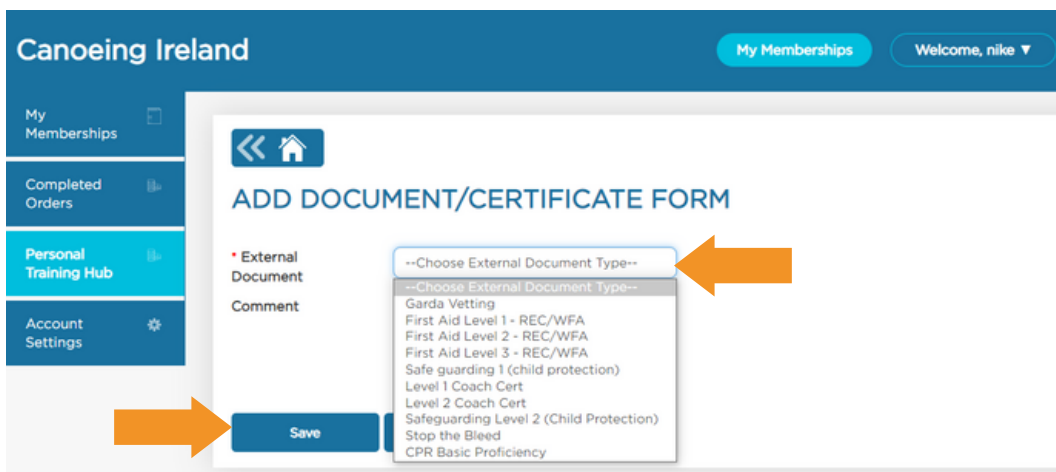 Canoeing Ireland
My Memberships
Welcome, nike ▼
My
Memberships
Completed
Orders
Personal
Training Hub
Account
Settings
ADD DOCUMENT/CERTIFICATE FORM
* External
Document
--Choose External Document Type--
Comment
--Choose External Document Type--
Garda Vetting
First Aid Level 1 - REC/WFA
First Aid Level 2 - REC/WFA
First Aid Level 3 - REC/WFA
Safe guarding 1 (child protection)
Level 1 Coach Cert
Level 2 Coach Cert
Safeguarding Level 2 (Child Protection)
Stop the Bleed
CPR Basic Proficiency
Save